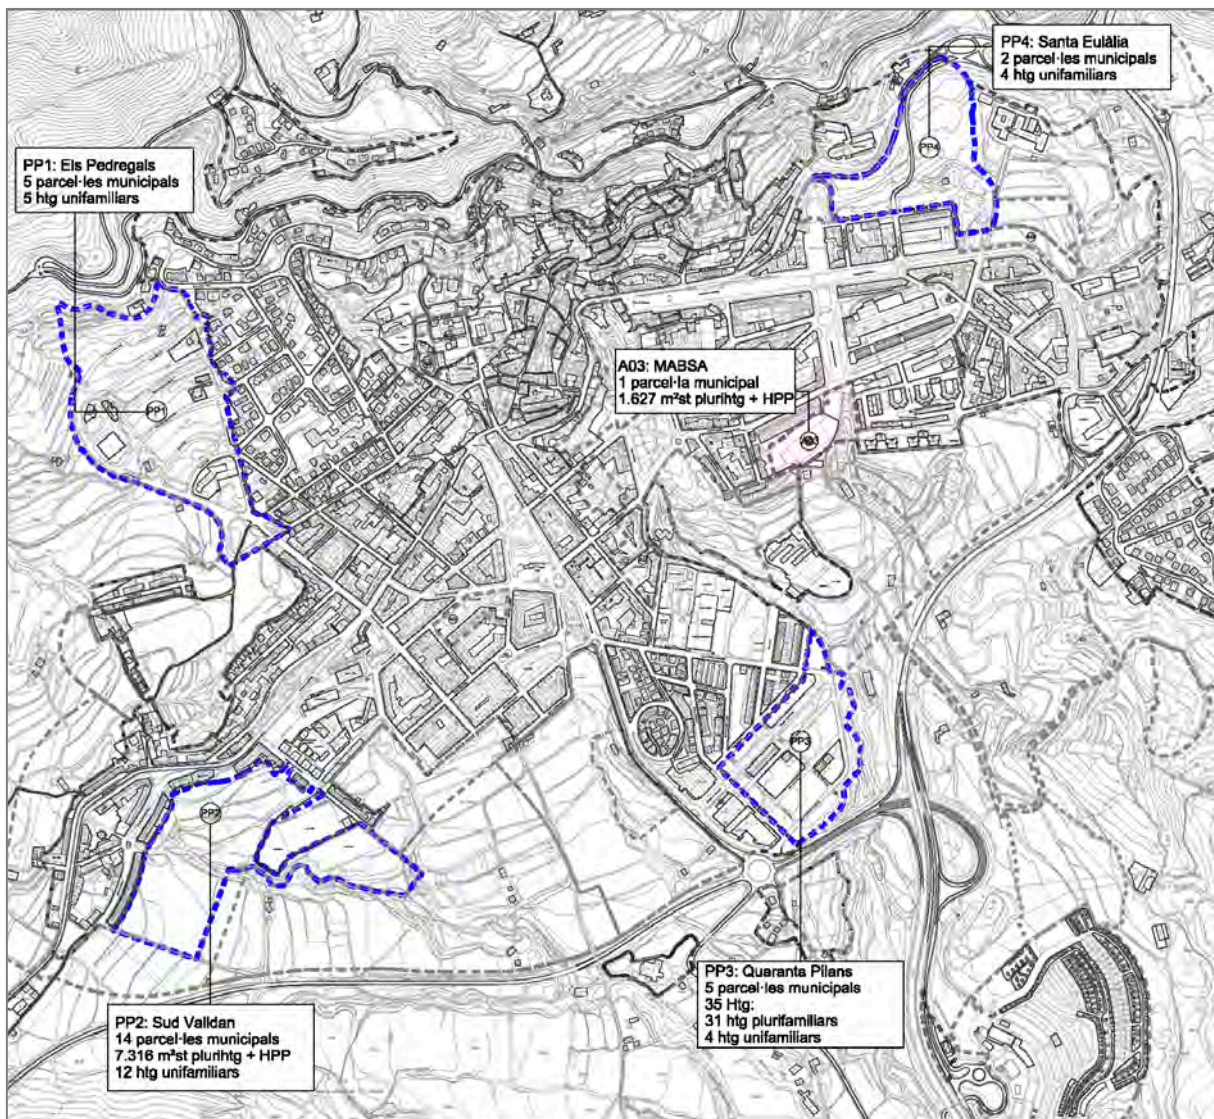 PP4: Santa Eulàlia
2 parcel·les municipals
4 htg unifamiliars
PP4
PP1: Els Pedregals
5 parcel·les municipals
5 htg unifamiliars
A03: MABSA
1 parcel·la municipal
1.627 m²st plurihtg + HPP
PP1
PP3
PP2
PP3: Quaranta Pilans
5 parcel·les municipals
35 Htg:
31 htg plurifamiliars
4 htg unifamiliars
PP2: Sud Valldan
14 parcel·les municipals
7.316 m²st plurihtg + HPP
12 htg unifamiliars